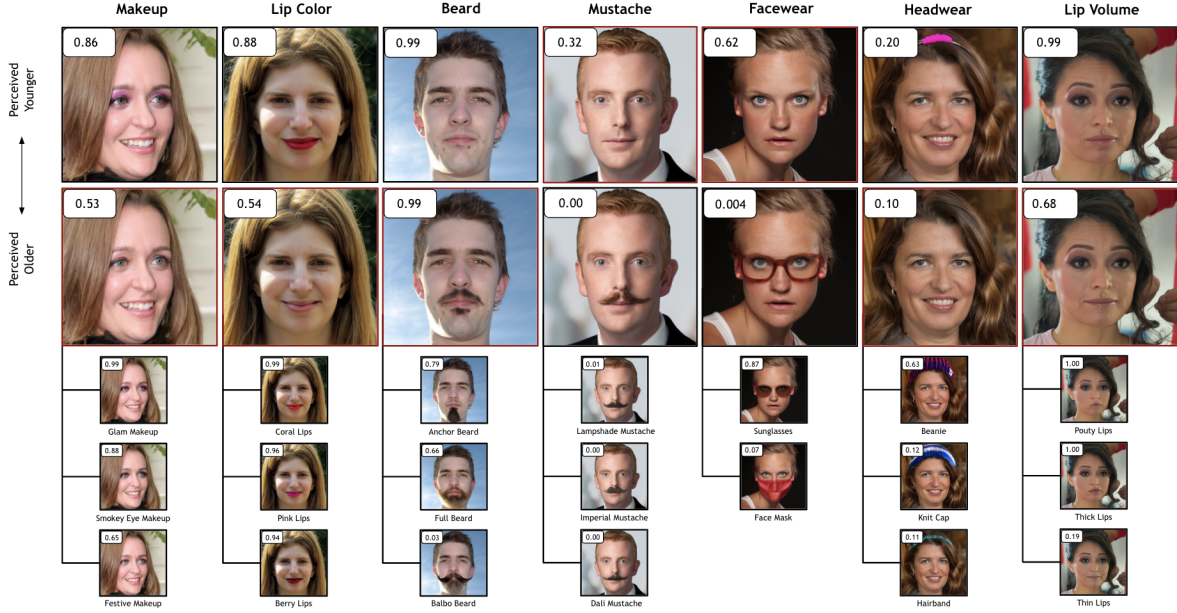 Makeup Lip Color Beard Mustache Facewear Headwear Lip Volume
Perceived
Younger
0.86 0.88 0.99 0.32 0.62 0.20 0.99
Perceived
Older
0.53 0.54 0.99 0.00 0.004 0.10 0.68
0.99 0.99 0.79 0.01 0.87 0.63 1.00
Glam Makeup Coral Lips Anchor Beard Lampshade Mustache Sunglasses Beanie Pouty Lips
0.88 0.96 0.66 0.00 0.07 0.12 1.00
Smokey Eye Makeup Pink Lips Full Beard Imperial Mustache Face Mask Knit Cap Thick Lips
0.65 0.94 0.03 0.00 0.11 0.19
Festive Makeup Berry Lips Balbo Beard Dali Mustache Hairband Thin Lips